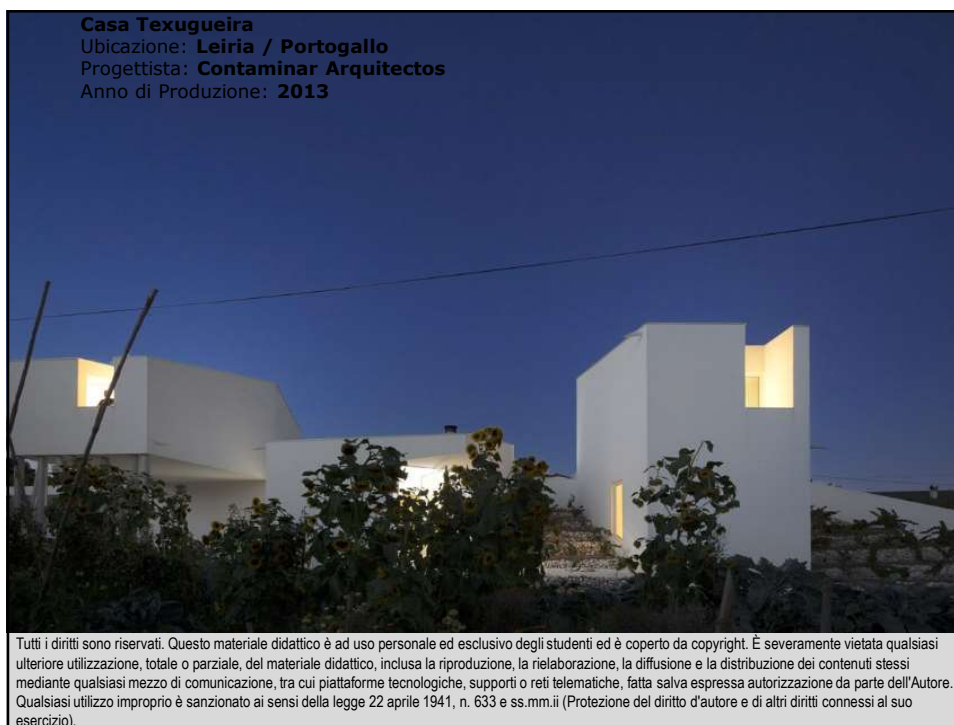 Casa Texugueira
Ubicazione: Leiria / Portogallo
Progettista: Contaminar Arquitectos
Anno di Produzione: 2013
Tutti i diritti sono riservati. Questo materiale didattico è ad uso personale ed esclusivo degli studenti ed è coperto da copyright. È severamente vietata qualsiasi
ulteriore utilizzazione, totale o parziale, del materiale didattico, inclusa la riproduzione, la rielaborazione, la diffusione e la distribuzione dei contenuti stessi
mediante qualsiasi mezzo di comunicazione, tra cui piattaforme tecnologiche, supporti o reti telematiche, fatta salva espressa autorizzazione da parte dell'Autore.
Qualsiasi utilizzo improprio è sanzionato ai sensi della legge 22 aprile 1941, n. 633 e ss.mm.ii (Protezione del diritto d'autore e di altri diritti connessi al suo
esercizio).